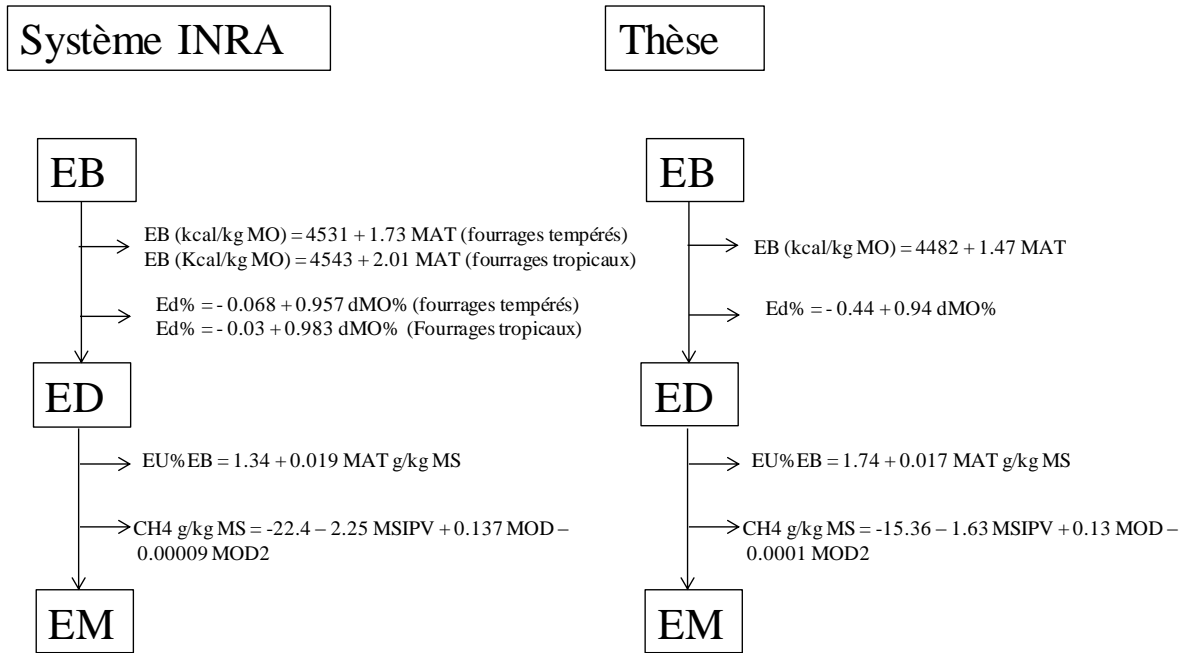 Système INRA
Thèse
EB
EB (kcal/kg MO) = 4531 + 1.73 MAT (fourrages tempérés)
EB (Kcal/kg MO) = 4543 + 2.01 MAT (fourrages tropicaux)
Ed% = - 0.068 + 0.957 dMO% (fourrages tempérés)
Ed% = - 0.03 + 0.983 dMO% (Fourrages tropicaux)
ED
EU%EB = 1.34 + 0.019 MAT g/kg MS
CH4 g/kg MS = -22.4 – 2.25 MSIPV + 0.137 MOD –
0.00009 MOD2
EM
EB
EB (kcal/kg MO) = 4482 + 1.47 MAT
Ed% = - 0.44 + 0.94 dMO%
ED
EU%EB = 1.74 + 0.017 MAT g/kg MS
CH4 g/kg MS = -15.36 – 1.63 MSIPV + 0.13 MOD –
0.0001 MOD2
EM